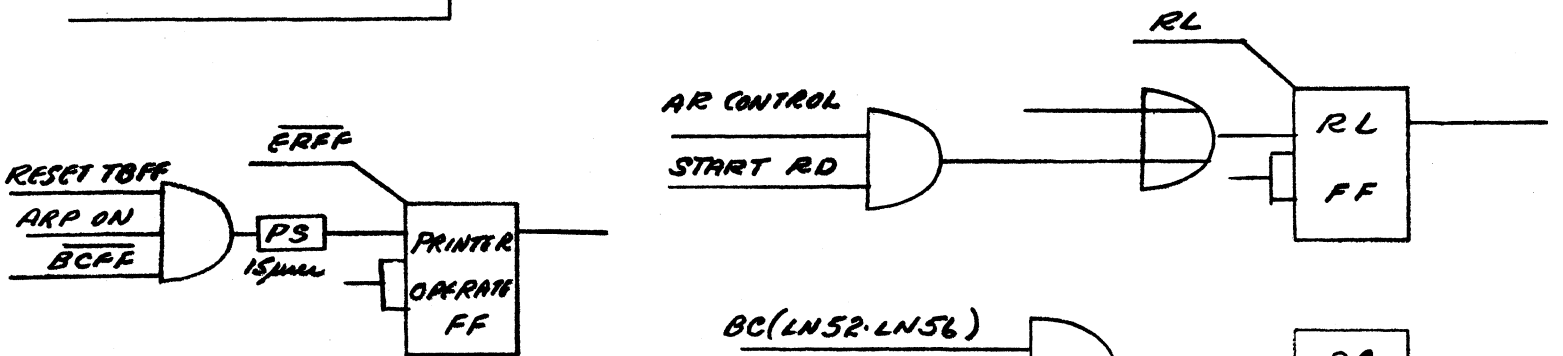 RL
AR CONTROL
RL
FF
START RD
ERFF
RESET TBFF
ARP ON
BCFF
PS
15μsec
PRINTER
OPERATE
FF
BC(LN52·LN56)